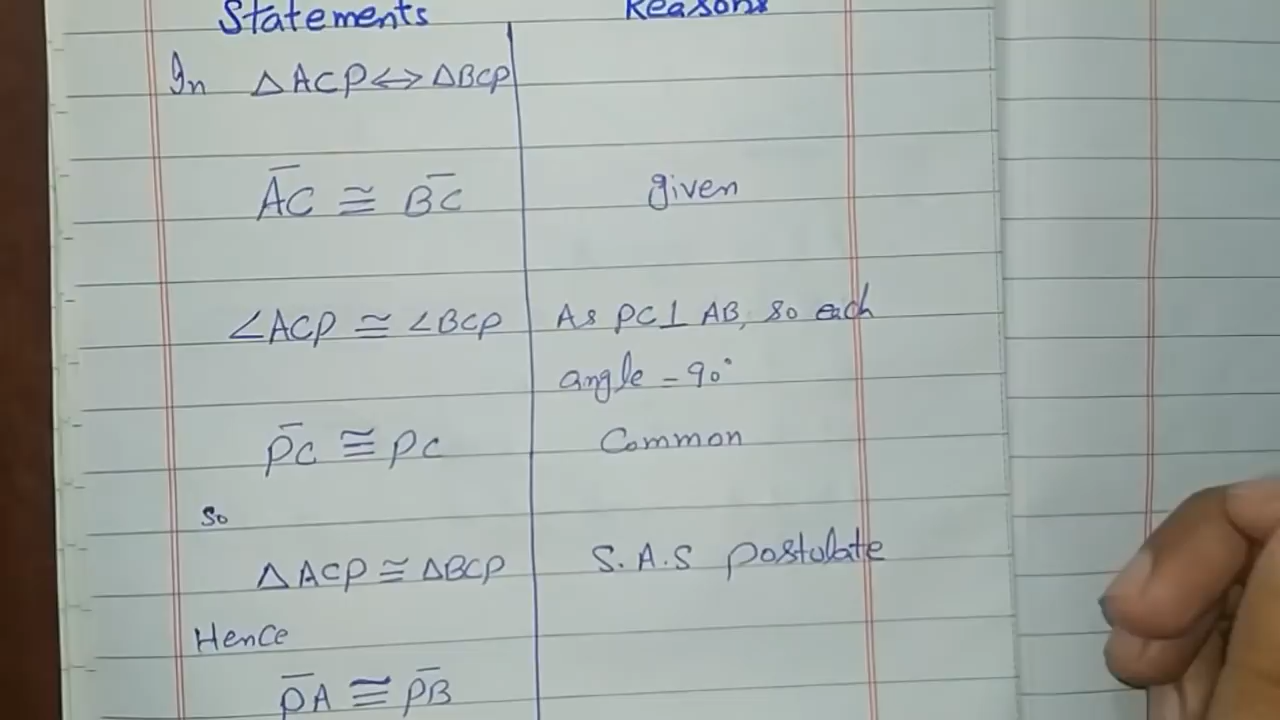 Statements Reasons
In △ACP⟷△BCP
A̅C̅ ≅ B̅C̅ given
∠ACP ≅ ∠BCP As PC⊥AB, so each
angle = 90°
P̅C̅ ≅ PC Common
So
△ACP ≅ △BCP S.A.S postulate
Hence
P̅A̅ ≅ P̅B̅